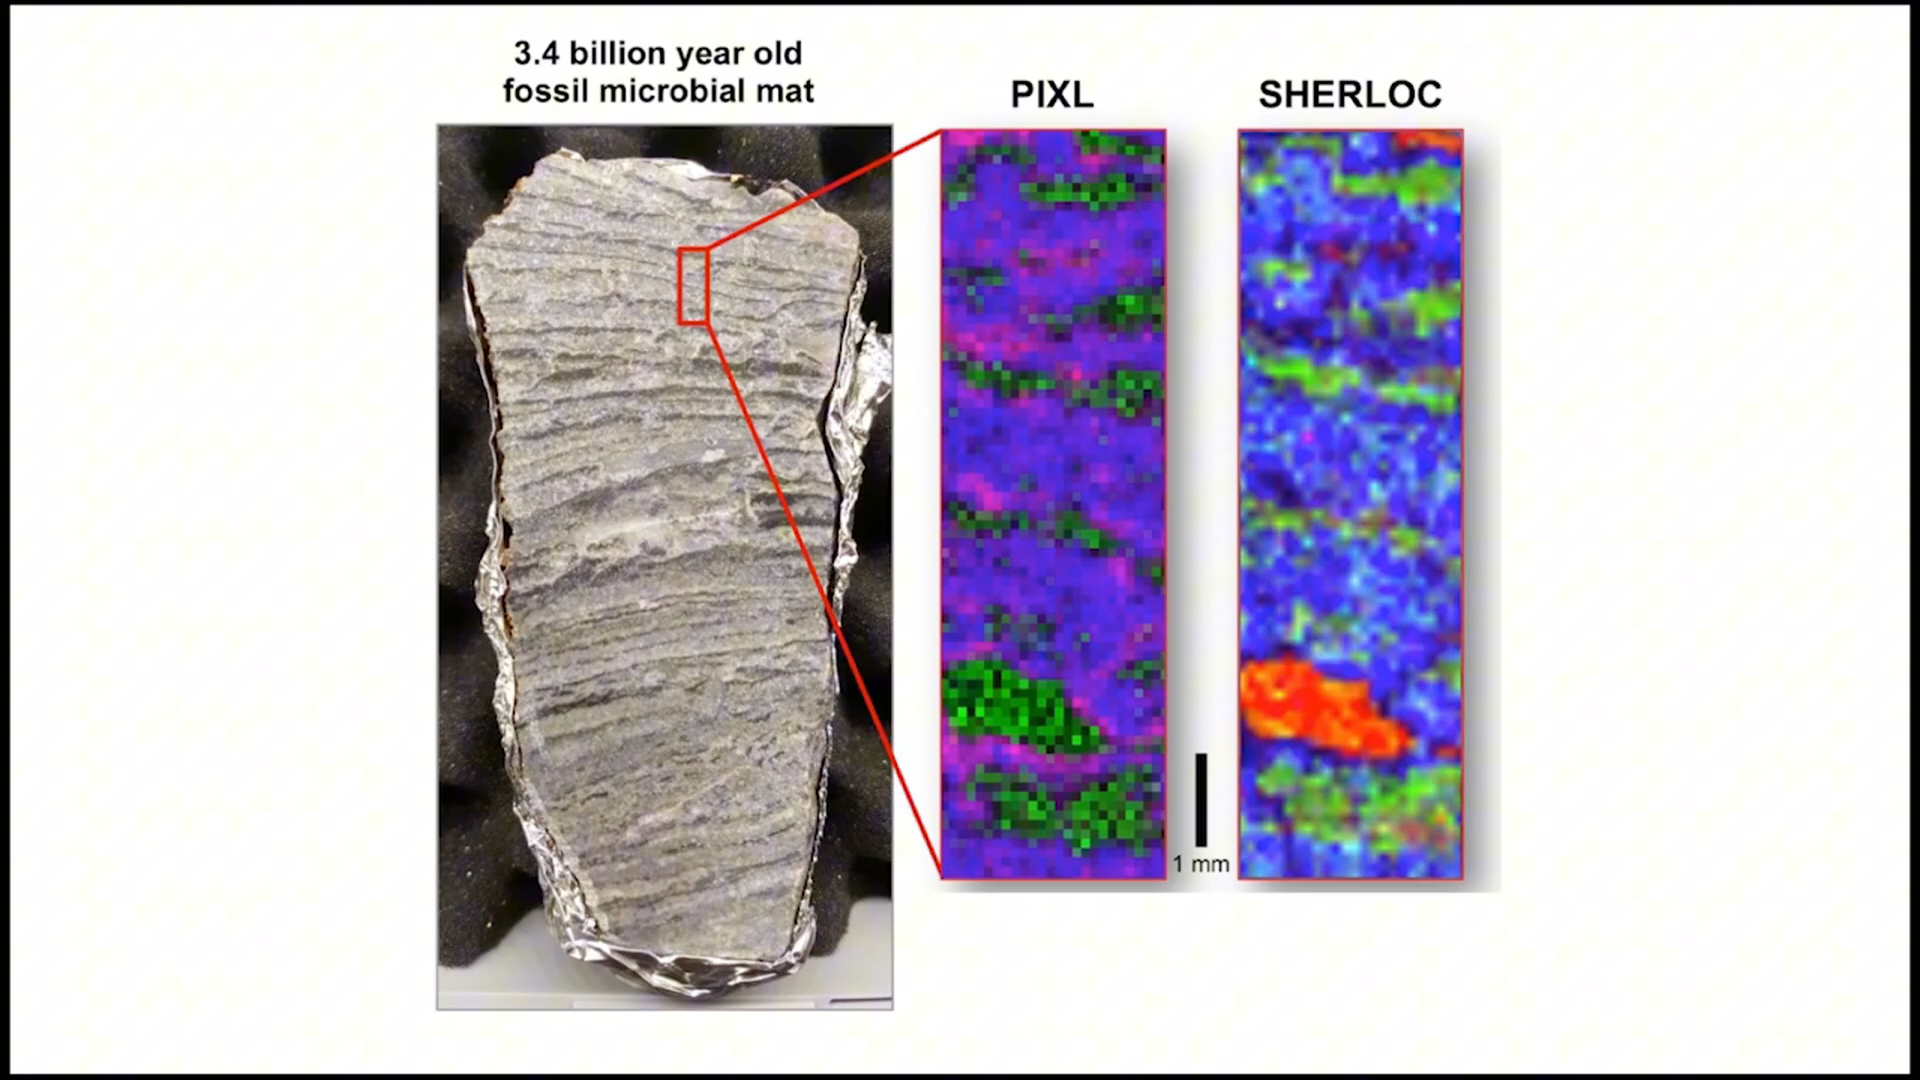 3.4 billion year old
fossil microbial mat
PIXL
SHERLOC
1 mm